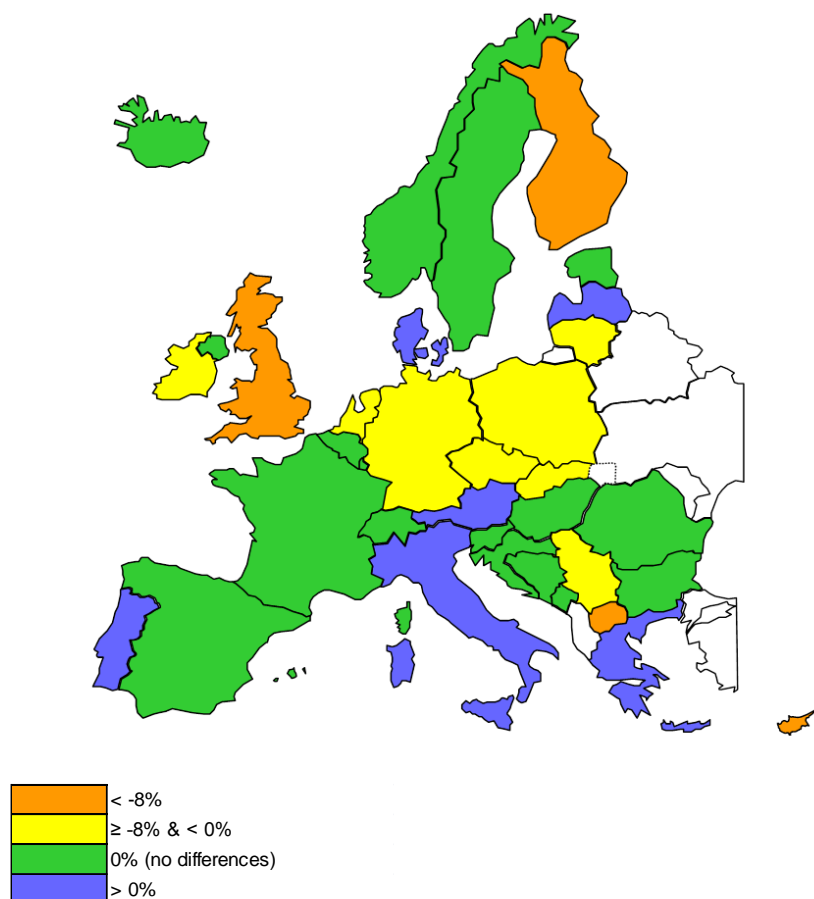 < -8%
≥ -8% & < 0%
0% (no differences)
> 0%